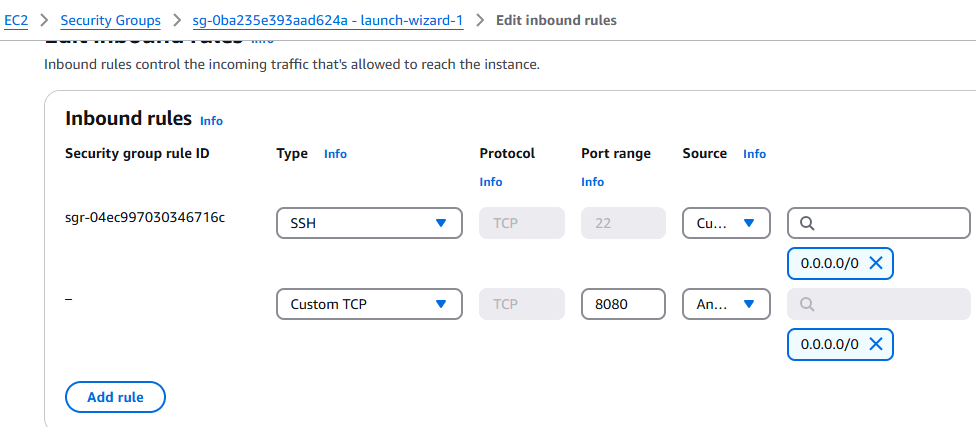 EC2 > Security Groups > sg-0ba235e393aad624a - launch-wizard-1 > Edit inbound rules
Edit inbound rules Info
Inbound rules control the incoming traffic that's allowed to reach the instance.
Inbound rules Info
Security group rule ID Type Info Protocol Info Port range Info Source Info
sgr-04ec997030346716c SSH TCP 22 Cu...
0.0.0.0/0
– Custom TCP TCP 8080 An...
0.0.0.0/0
Add rule